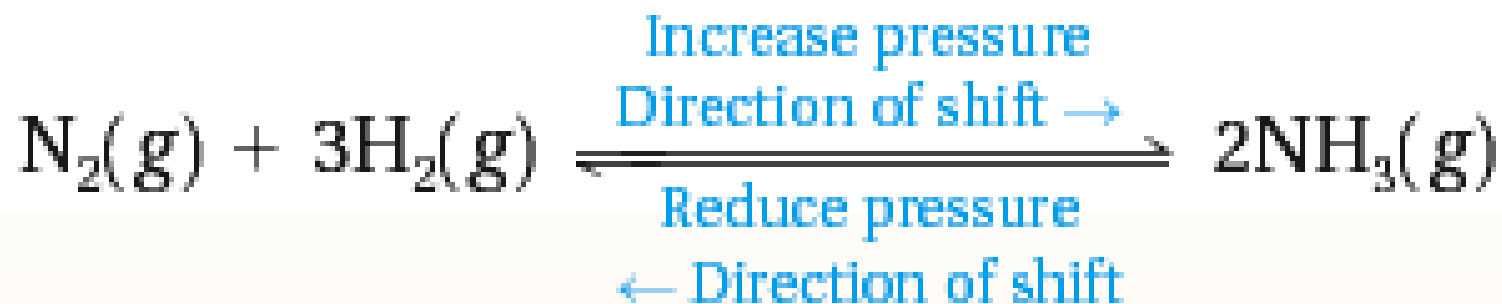 Increase pressure
Direction of shift →
N₂(g) + 3H₂(g) ⇌ 2NH₃(g)
Reduce pressure
← Direction of shift